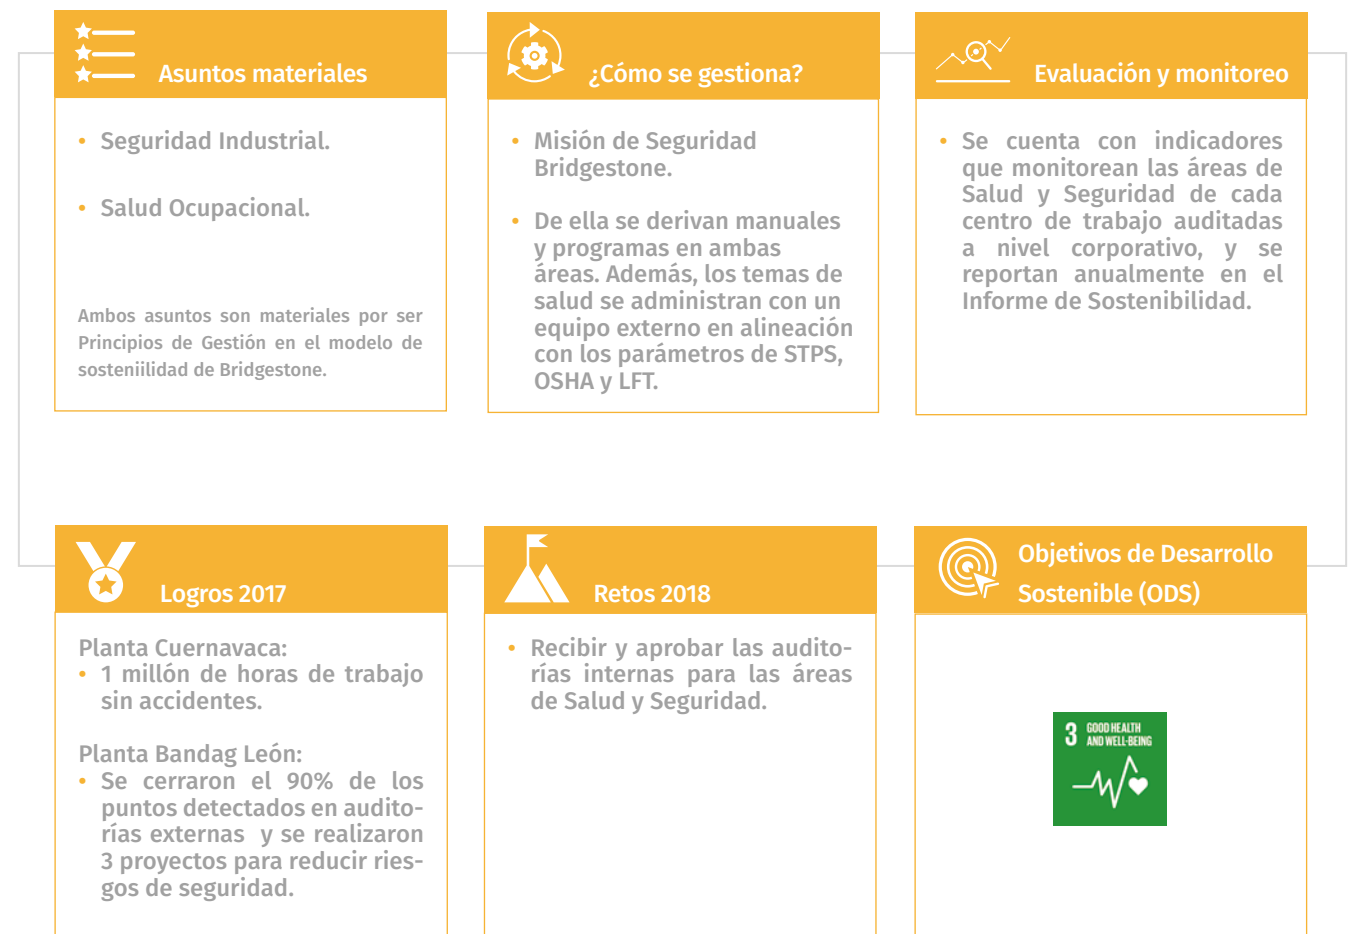 Asuntos materiales
• Seguridad Industrial.
• Salud Ocupacional.
Ambos asuntos son materiales por ser
Principios de Gestión en el modelo de
sosteniilidad de Bridgestone.
¿Cómo se gestiona?
• Misión de Seguridad
Bridgestone.
• De ella se derivan manuales
y programas en ambas
áreas. Además, los temas de
salud se administran con un
equipo externo en alineación
con los parámetros de STPS,
OSHA y LFT.
Evaluación y monitoreo
• Se cuenta con indicadores
que monitorean las áreas de
Salud y Seguridad de cada
centro de trabajo auditadas
a nivel corporativo, y se
reportan anualmente en el
Informe de Sostenibilidad.
Logros 2017
Planta Cuernavaca:
• 1 millón de horas de trabajo
sin accidentes.
Planta Bandag León:
• Se cerraron el 90% de los
puntos detectados en audito-
rías externas y se realizaron
3 proyectos para reducir ries-
gos de seguridad.
Retos 2018
• Recibir y aprobar las audito-
rías internas para las áreas
de Salud y Seguridad.
Objetivos de Desarrollo
Sostenible (ODS)
3 GOOD HEALTH
AND WELL-BEING